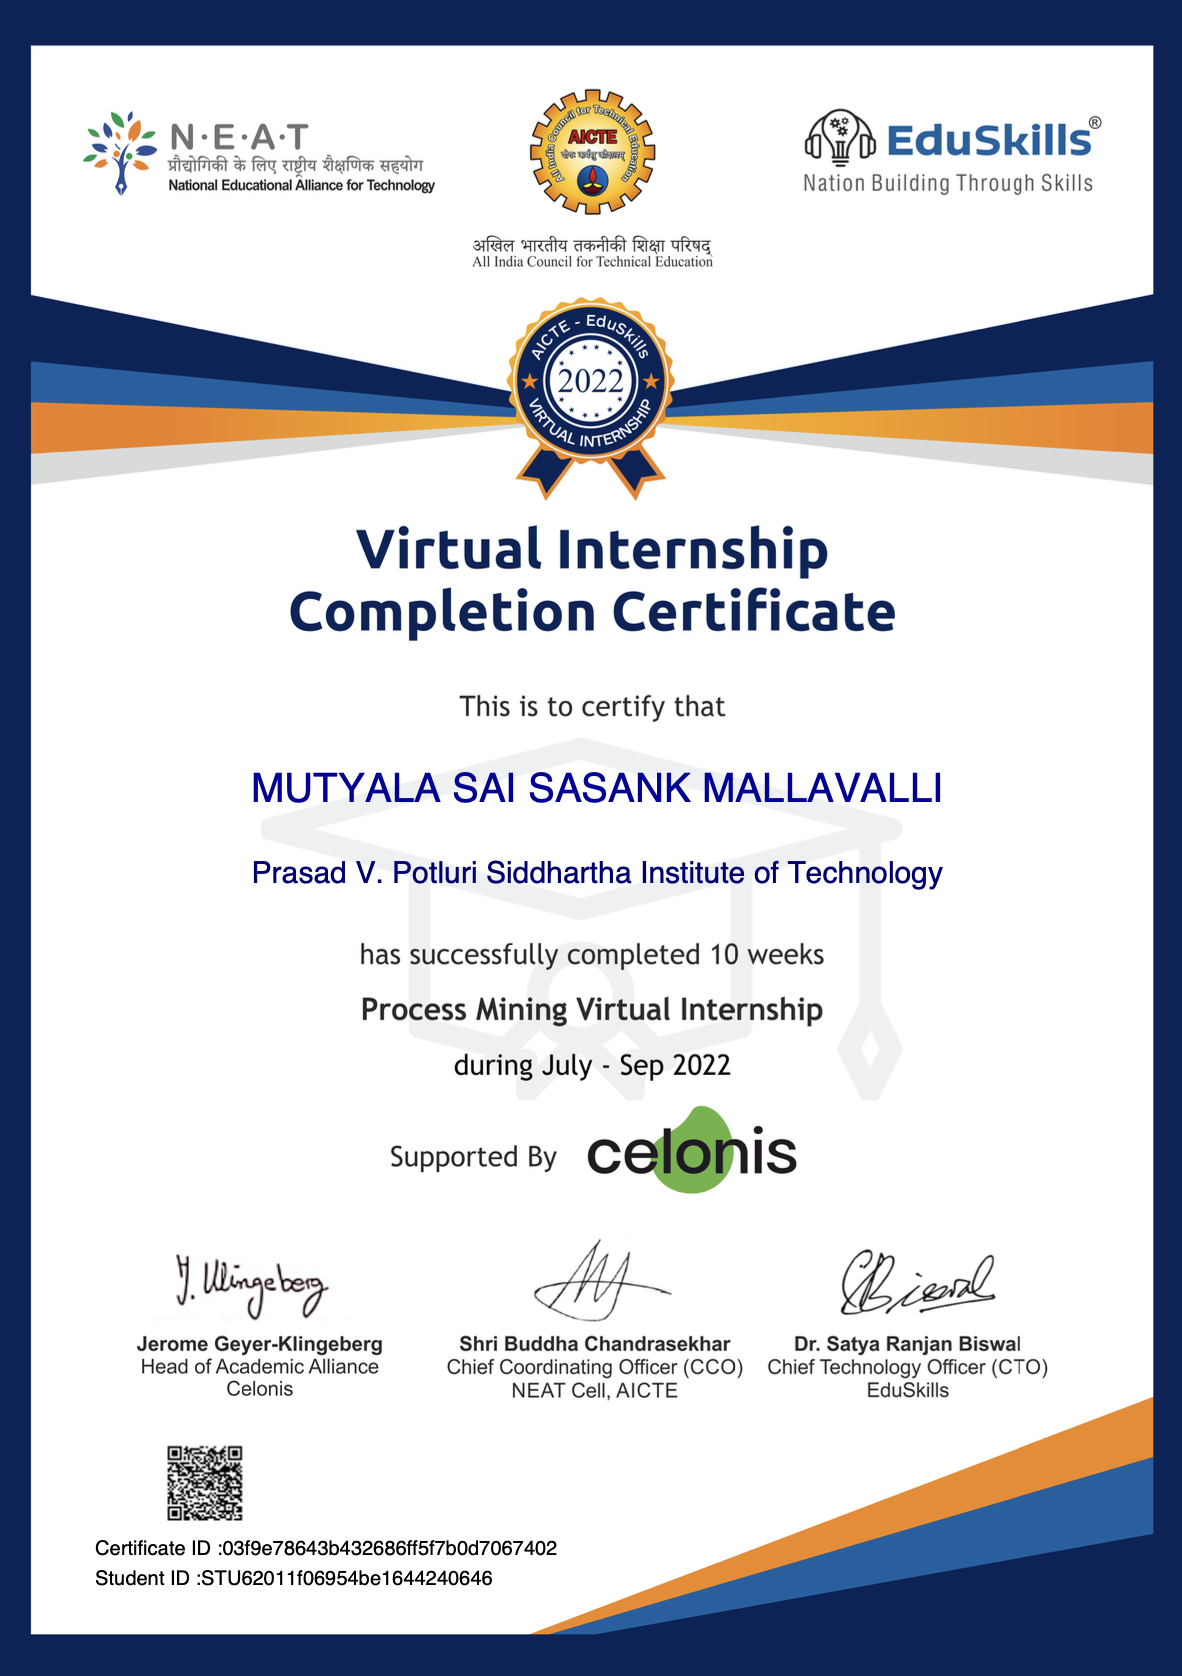 N·E·A·T
प्रौद्योगिकी के लिए राष्ट्रीय शैक्षणिक सहयोग
National Educational Alliance for Technology
All India Council for Technical Education
AICTE
योगः कर्मसु कौशलम्
अखिल भारतीय तकनीकी शिक्षा परिषद्
All India Council for Technical Education
EduSkills®
Nation Building Through Skills
AICTE - EduSkills
2022
VIRTUAL INTERNSHIP
Virtual Internship
Completion Certificate
This is to certify that
MUTYALA SAI SASANK MALLAVALLI
Prasad V. Potluri Siddhartha Institute of Technology
has successfully completed 10 weeks
Process Mining Virtual Internship
during July - Sep 2022
Supported By celonis
J. Klingeberg
Jerome Geyer-Klingeberg
Head of Academic Alliance
Celonis
Shri Buddha Chandrasekhar
Chief Coordinating Officer (CCO)
NEAT Cell, AICTE
SRBiswal
Dr. Satya Ranjan Biswal
Chief Technology Officer (CTO)
EduSkills
Certificate ID :03f9e78643b432686ff5f7b0d7067402
Student ID :STU62011f06954be1644240646